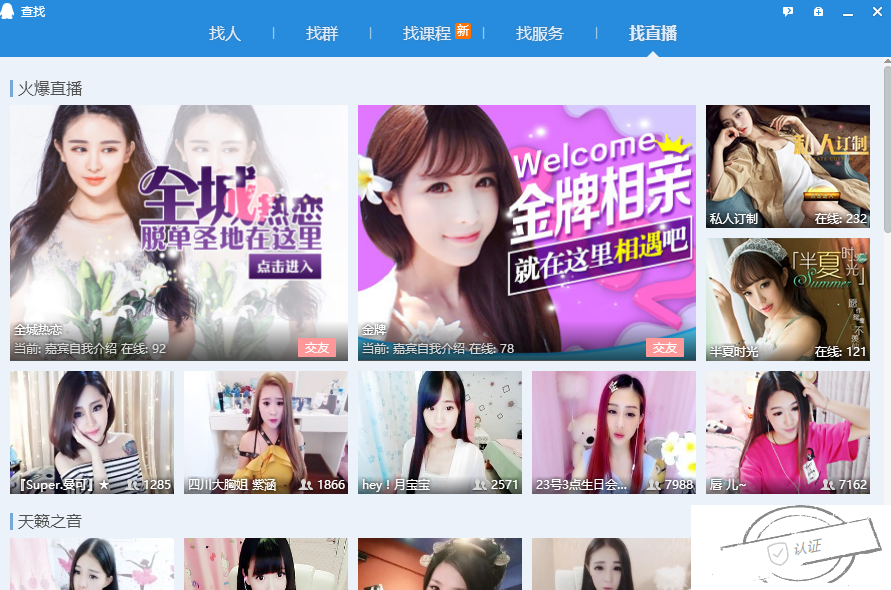 查找
找人 | 找群 | 找课程 新 | 找服务 | 找直播
火爆直播
全城热恋
脱单圣地在这里
点击进入
全城热恋
当前: 嘉宾自我介绍 在线: 92
交友
Welcome
金牌相亲
就在这里相遇吧
金牌
当前: 嘉宾自我介绍 在线: 78
交友
私人订制
私人订制 在线: 232
「半夏时光」
Summer
半夏时光 在线: 121
1285
四川大胸姐 紫涵 1866
hey ! 月宝宝 2571
23号3点生日会... 7988
唇 儿~ 7162
天籁之音
认证